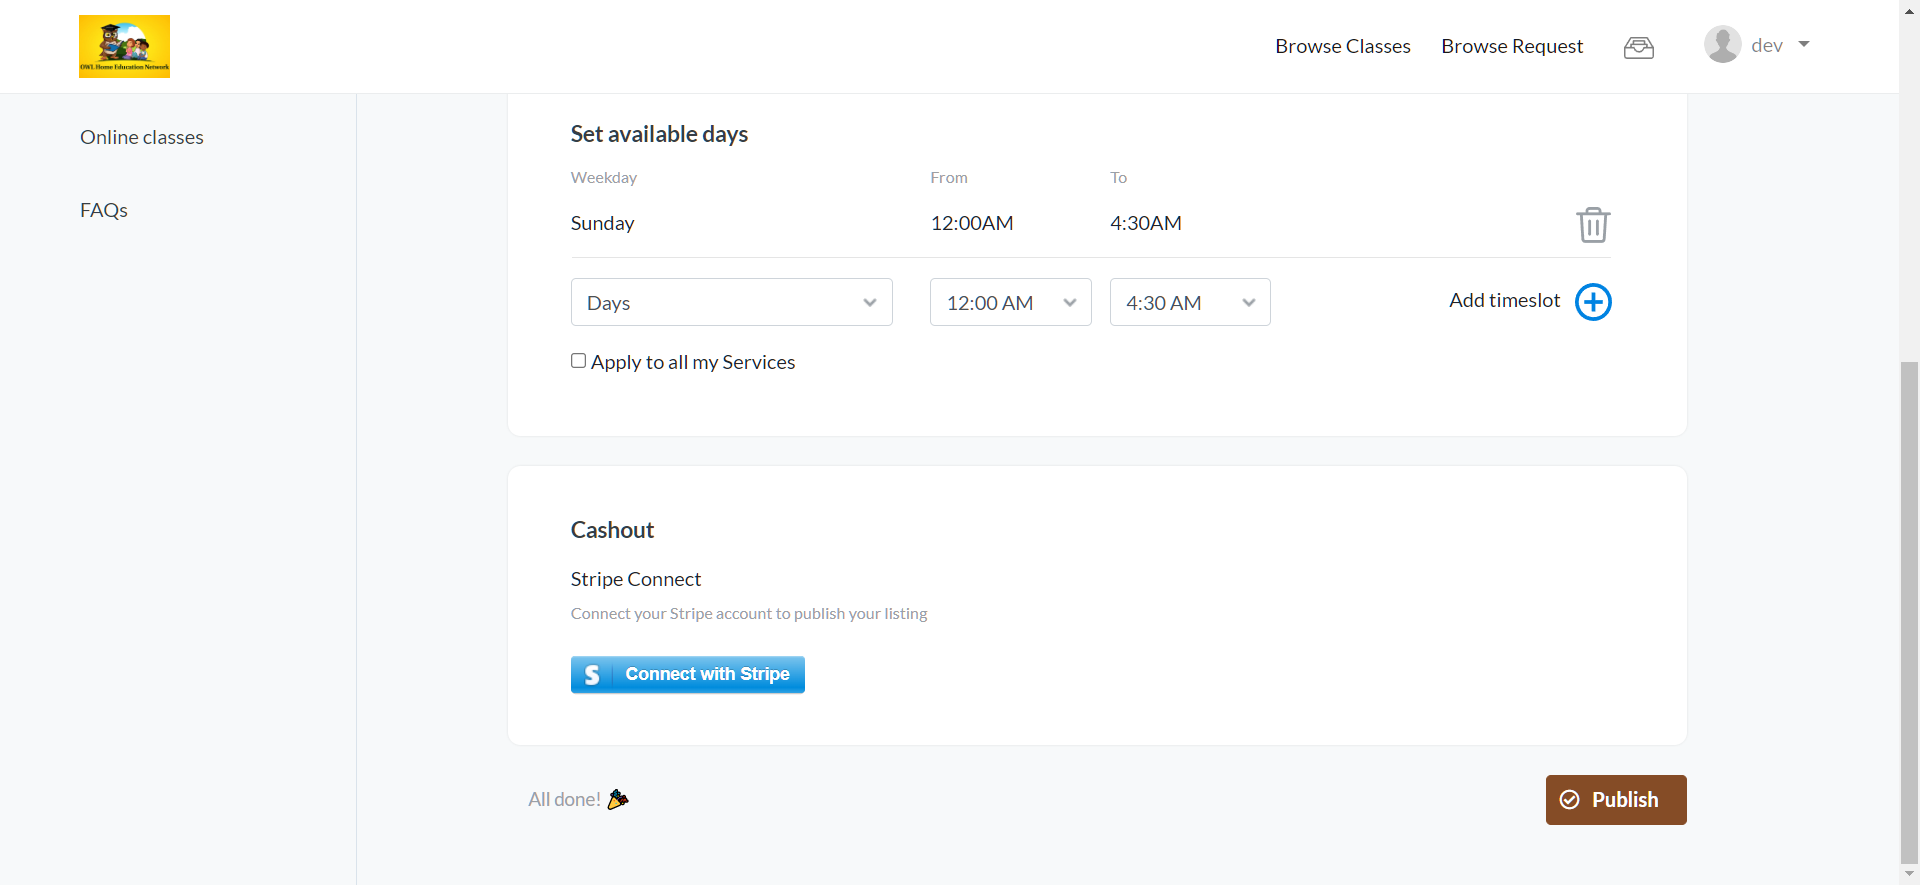 OWL Home Education Network
Browse Classes
Browse Request
dev
Online classes
FAQs
Set available days
Weekday From To
Sunday 12:00AM 4:30AM
Days 12:00 AM 4:30 AM Add timeslot
Apply to all my Services
Cashout
Stripe Connect
Connect your Stripe account to publish your listing
S Connect with Stripe
All done!
Publish